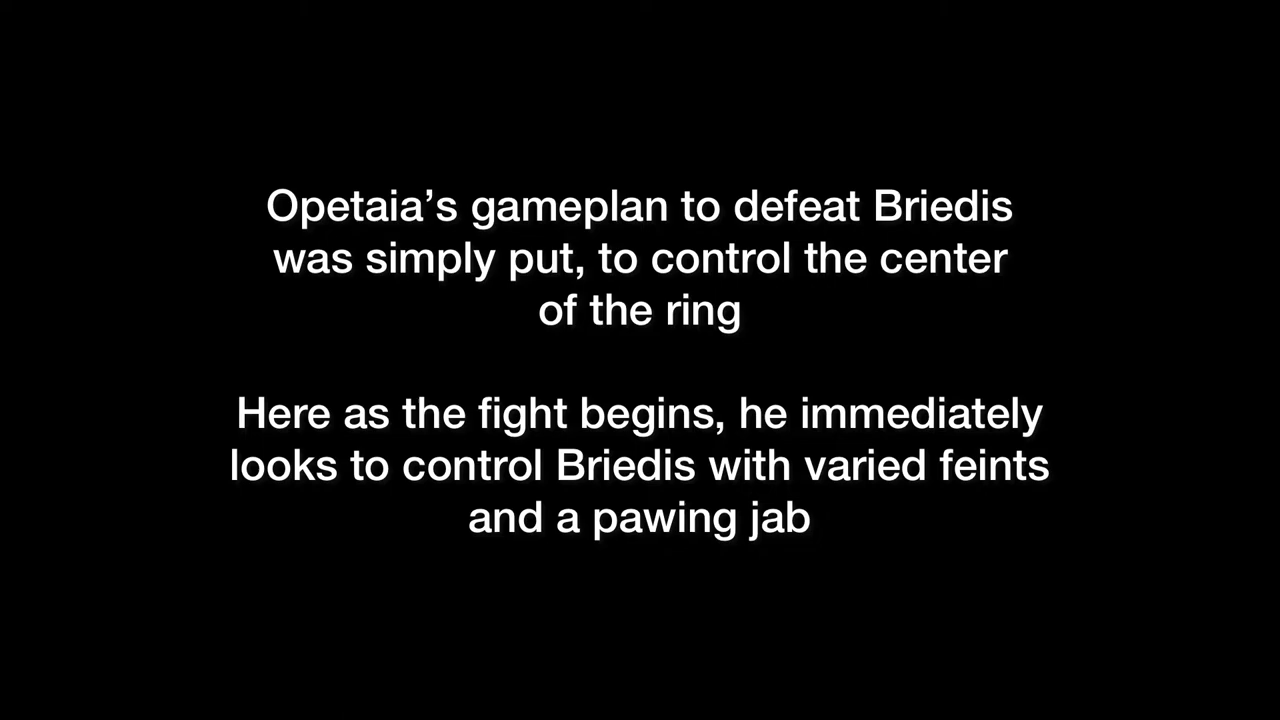 Opetaia’s gameplan to defeat Briedis
was simply put, to control the center
of the ring
Here as the fight begins, he immediately
looks to control Briedis with varied feints
and a pawing jab